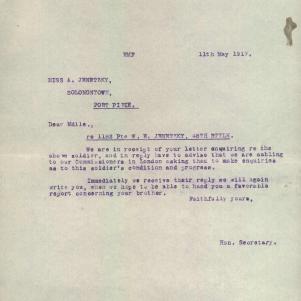 EMF 11th May 1917.
MISS A. JENETZKY,
SOLOMONTOWN,
PORT PIRIE.
Dear Madam,
re 1142 Pte W. E. JENETZKY, 48TH BTTLN.
We are in receipt of your letter enquiring re the
above soldier, and in reply have to advise that we are cabling
to our Commissioners in London asking them to make enquiries
as to this soldier's condition and progress.
Immediately we receive their reply we will again
write you, when we hope to be able to hand you a favorable
report concerning your brother.
Faithfully yours,
Hon. Secretary.